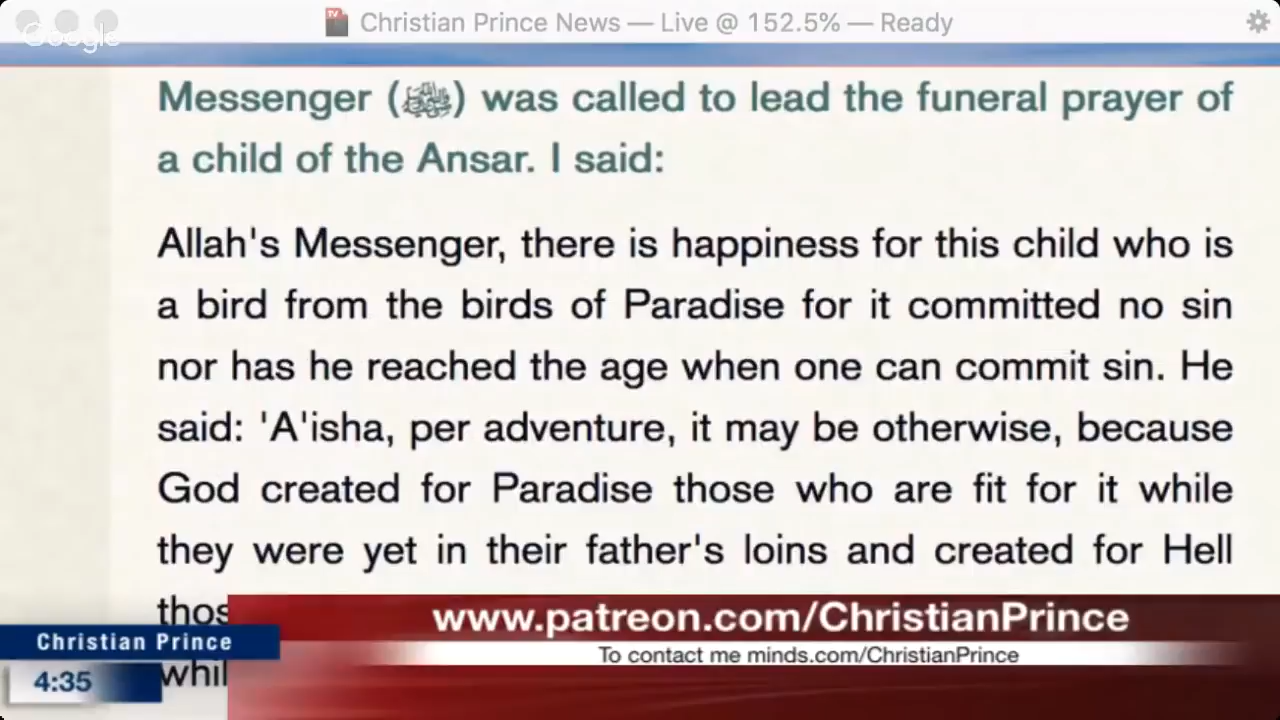 Christian Prince News — Live @ 152.5% — Ready
Google
Messenger (ﷺ) was called to lead the funeral prayer of
a child of the Ansar. I said:
Allah's Messenger, there is happiness for this child who is
a bird from the birds of Paradise for it committed no sin
nor has he reached the age when one can commit sin. He
said: 'A'isha, per adventure, it may be otherwise, because
God created for Paradise those who are fit for it while
they were yet in their father's loins and created for Hell
www.patreon.com/ChristianPrince
Christian Prince
To contact me minds.com/ChristianPrince
4:35